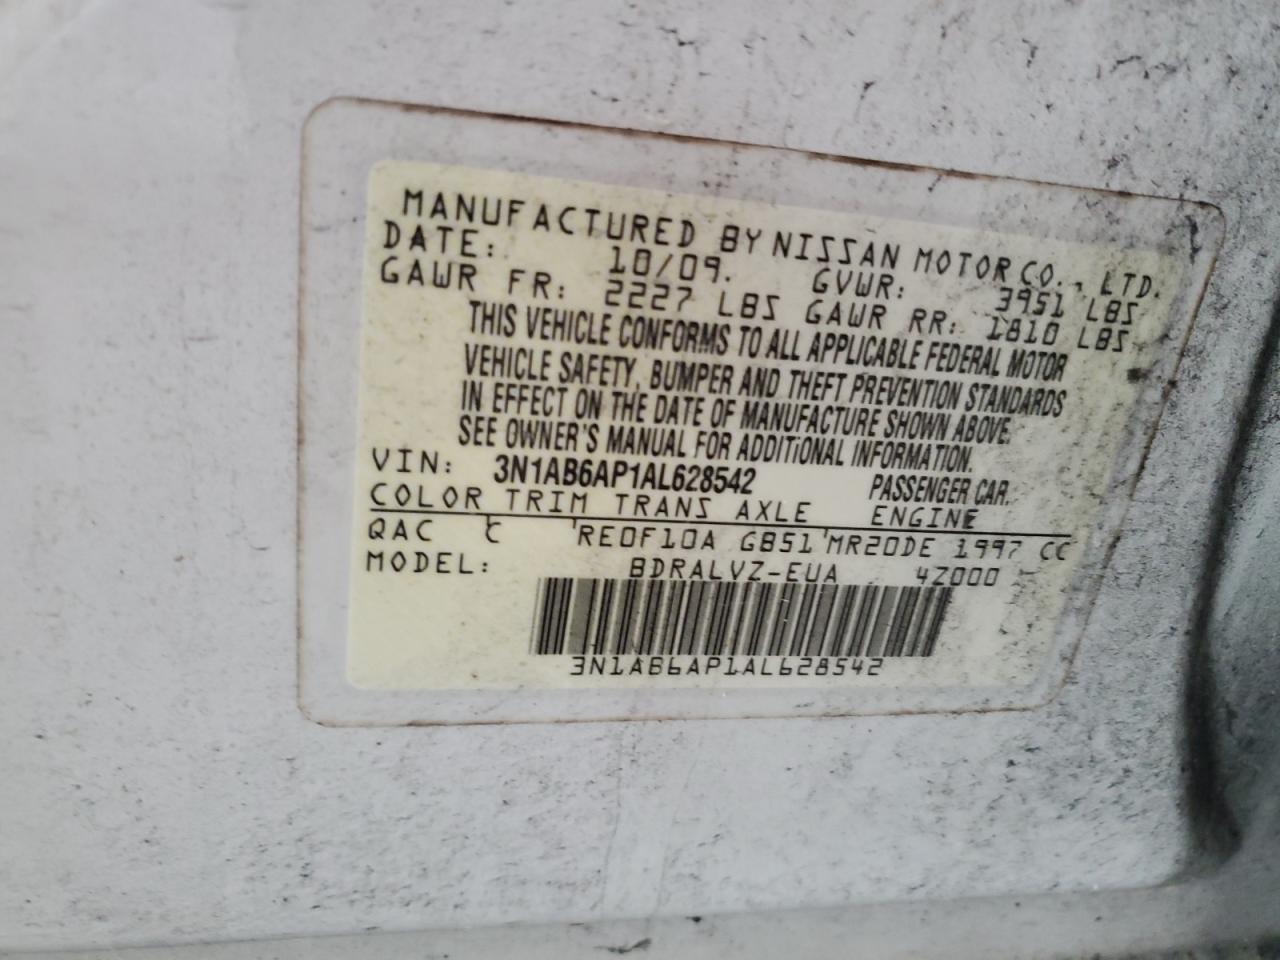 MANUFACTURED BY NISSAN MOTOR CO., LTD.
DATE: 10/09. GVWR: 3951 LBS
GAWR FR: 2227 LBS GAWR RR: 1810 LBS
THIS VEHICLE CONFORMS TO ALL APPLICABLE FEDERAL MOTOR
VEHICLE SAFETY, BUMPER AND THEFT PREVENTION STANDARDS
IN EFFECT ON THE DATE OF MANUFACTURE SHOWN ABOVE.
SEE OWNER'S MANUAL FOR ADDITIONAL INFORMATION.
VIN: 3N1AB6AP1AL628542 PASSENGER CAR.
COLOR TRIM TRANS AXLE ENGINE
QAC C 'RE0F10A GB51'MR20DE 1997 CC
MODEL: BDRALVZ-EUA 4Z000
3N1AB6AP1AL628542